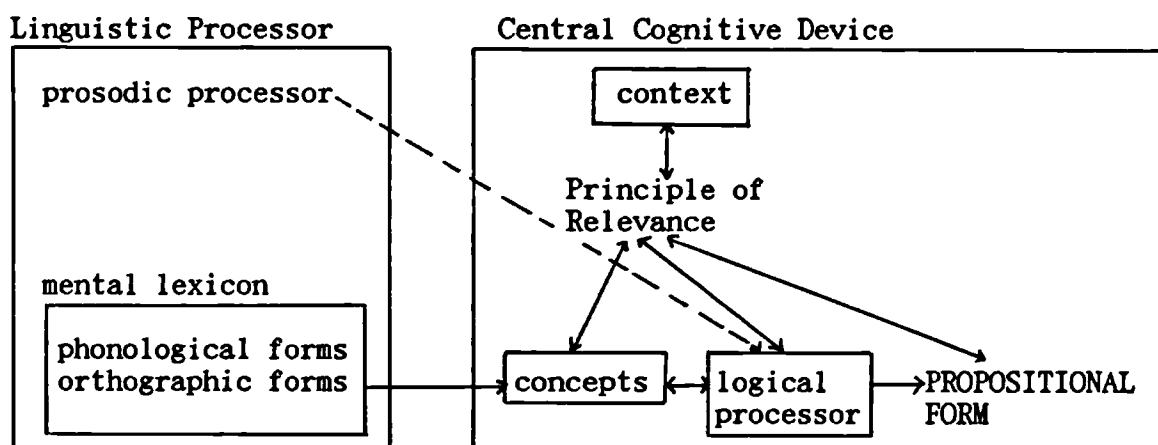 Linguistic Processor
Central Cognitive Device
prosodic processor
context
Principle of
Relevance
mental lexicon
phonological forms
orthographic forms
concepts
logical
processor
PROPOSITIONAL
FORM